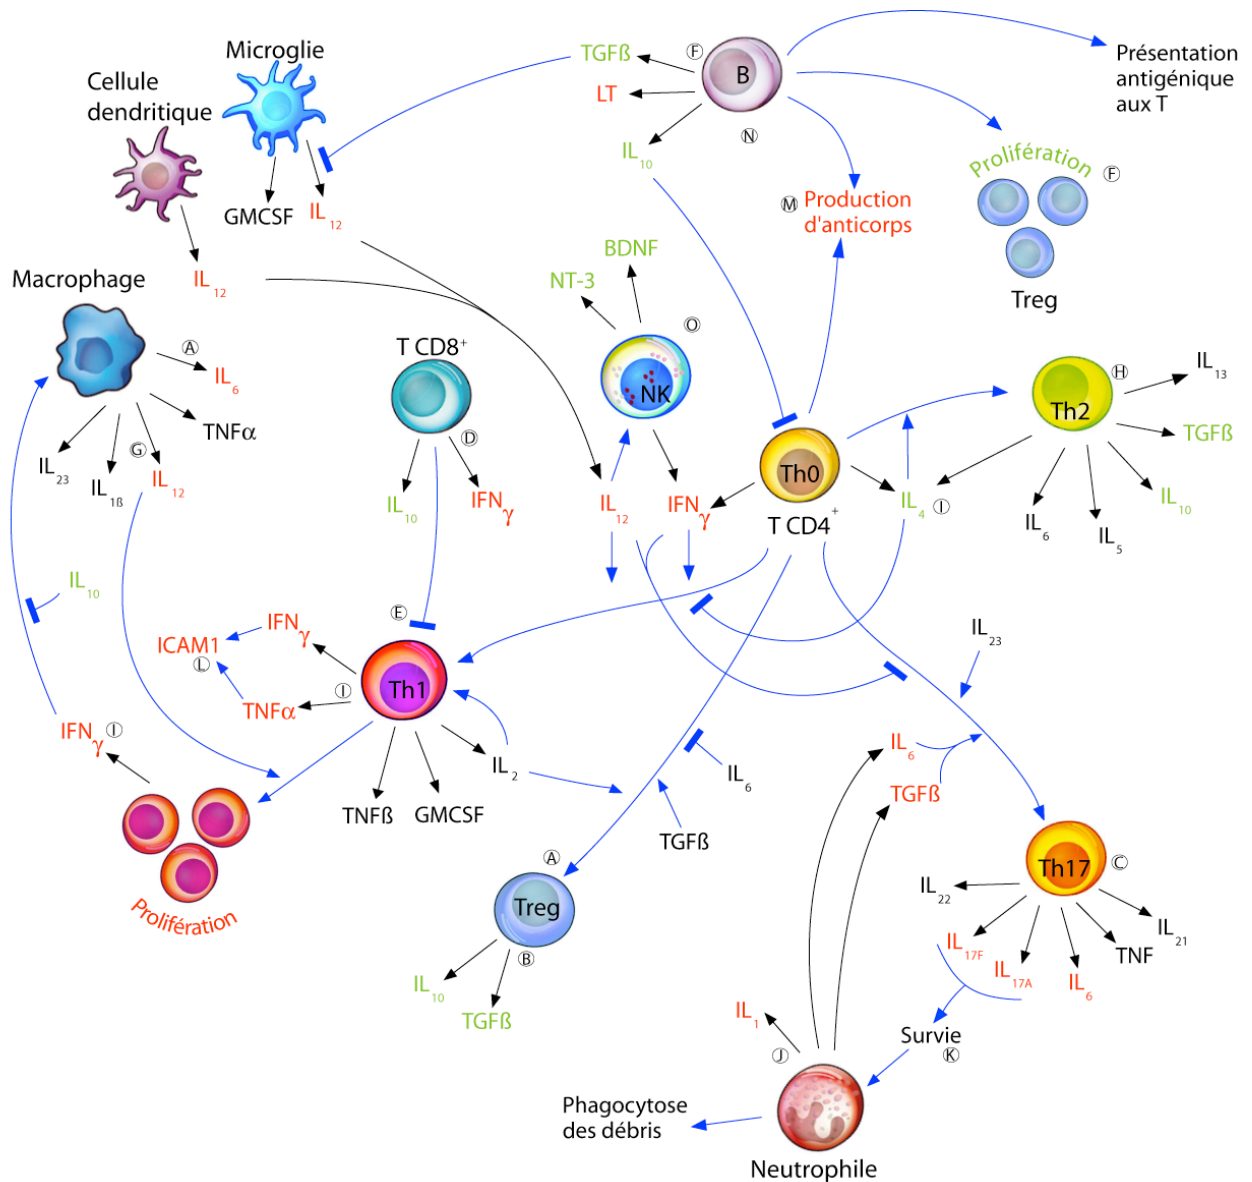 Microglie
Cellule
dendritique
TGFß
Ⓕ
B
LT
Ⓝ
IL10
Présentation
antigénique
aux T
Prolifération
Ⓕ
Treg
Ⓜ Production
d'anticorps
GMCSF
IL12
IL12
Macrophage
Ⓐ
IL6
TNFα
IL23
IL1ß
Ⓖ
IL12
T CD8+
Ⓓ
IL10
IFNγ
BDNF
NT-3
Ⓞ
NK
IL12
IFNγ
Th0
T CD4+
IL4
Ⓘ
Th2
Ⓗ
IL13
TGFß
IL10
IL5
IL6
IL10
Ⓔ
IFNγ
ICAM1
Ⓛ
TNFα
Ⓘ
Th1
IFNγ
Ⓘ
TNFß
GMCSF
IL2
Prolifération
IL23
IL6
TGFß
IL6
TGFß
Ⓐ
Treg
Ⓑ
IL10
TGFß
Th17
Ⓒ
IL22
IL17F
IL17A
IL6
TNF
IL21
Survie
Ⓚ
IL1
Ⓙ
Phagocytose
des débris
Neutrophile